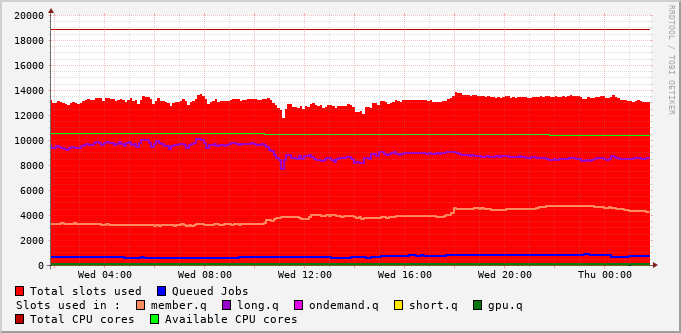 20000
18000
16000
14000
12000
10000
8000
6000
4000
2000
0
Wed 04:00 Wed 08:00 Wed 12:00 Wed 16:00 Wed 20:00 Thu 00:00
RRDTOOL / TOBI OETIKER
Total slots used Queued Jobs
Slots used in : member.q long.q ondemand.q short.q gpu.q
Total CPU cores Available CPU cores